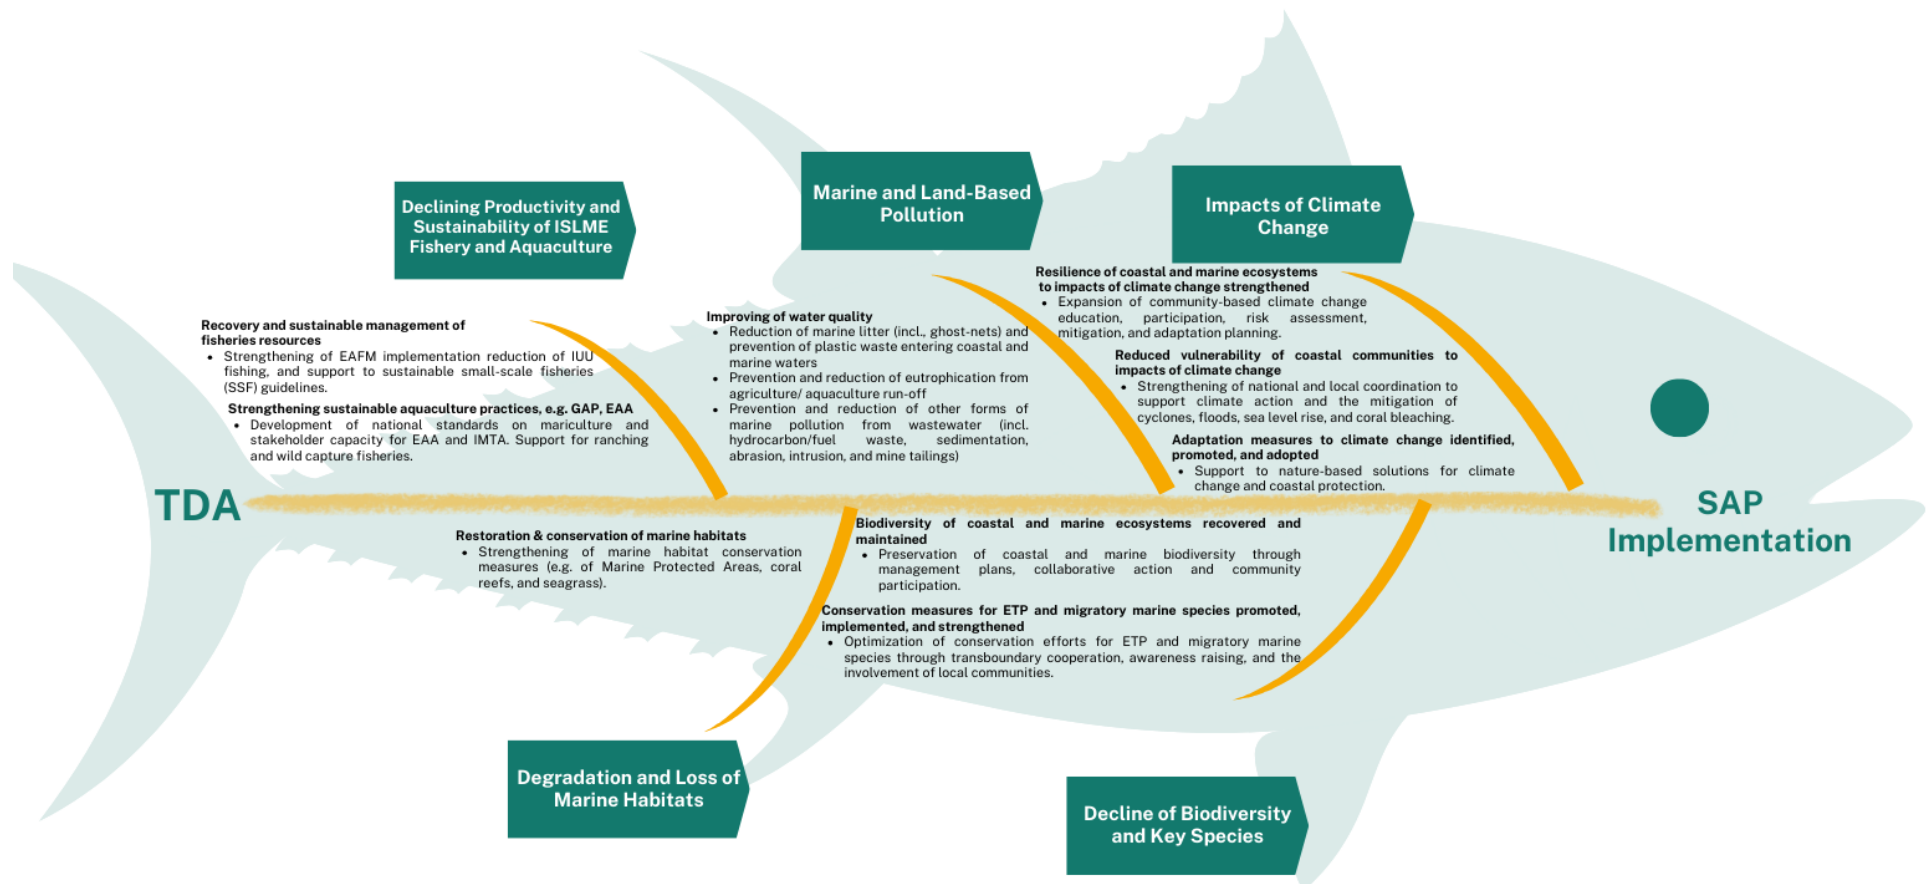 Declining Productivity and
Sustainability of ISLME
Fishery and Aquaculture
Marine and Land-Based
Pollution
Impacts of Climate
Change
Recovery and sustainable management of
fisheries resources
• Strengthening of EAFM implementation reduction of IUU
fishing, and support to sustainable small-scale fisheries
(SSF) guidelines.
Strengthening sustainable aquaculture practices, e.g. GAP, EAA
• Development of national standards on mariculture and
stakeholder capacity for EAA and IMTA. Support for ranching
and wild capture fisheries.
Improving of water quality
• Reduction of marine litter (incl., ghost-nets) and
prevention of plastic waste entering coastal and
marine waters
• Prevention and reduction of eutrophication from
agriculture/ aquaculture run-off
• Prevention and reduction of other forms of
marine pollution from wastewater (incl.
hydrocarbon/fuel waste, sedimentation,
abrasion, intrusion, and mine tailings)
Resilience of coastal and marine ecosystems
to impacts of climate change strengthened
• Expansion of community-based climate change
education, participation, risk assessment,
mitigation, and adaptation planning.
Reduced vulnerability of coastal communities to
impacts of climate change
• Strengthening of national and local coordination to
support climate action and the mitigation of
cyclones, floods, sea level rise, and coral bleaching.
Adaptation measures to climate change identified,
promoted, and adopted
• Support to nature-based solutions for climate
change and coastal protection.
TDA
SAP
Implementation
Restoration & conservation of marine habitats
• Strengthening of marine habitat conservation
measures (e.g. of Marine Protected Areas, coral
reefs, and seagrass).
Biodiversity of coastal and marine ecosystems recovered and
maintained
• Preservation of coastal and marine biodiversity through
management plans, collaborative action and community
participation.
Conservation measures for ETP and migratory marine species promoted,
implemented, and strengthened
• Optimization of conservation efforts for ETP and migratory marine
species through transboundary cooperation, awareness raising, and the
involvement of local communities.
Degradation and Loss of
Marine Habitats
Decline of Biodiversity
and Key Species